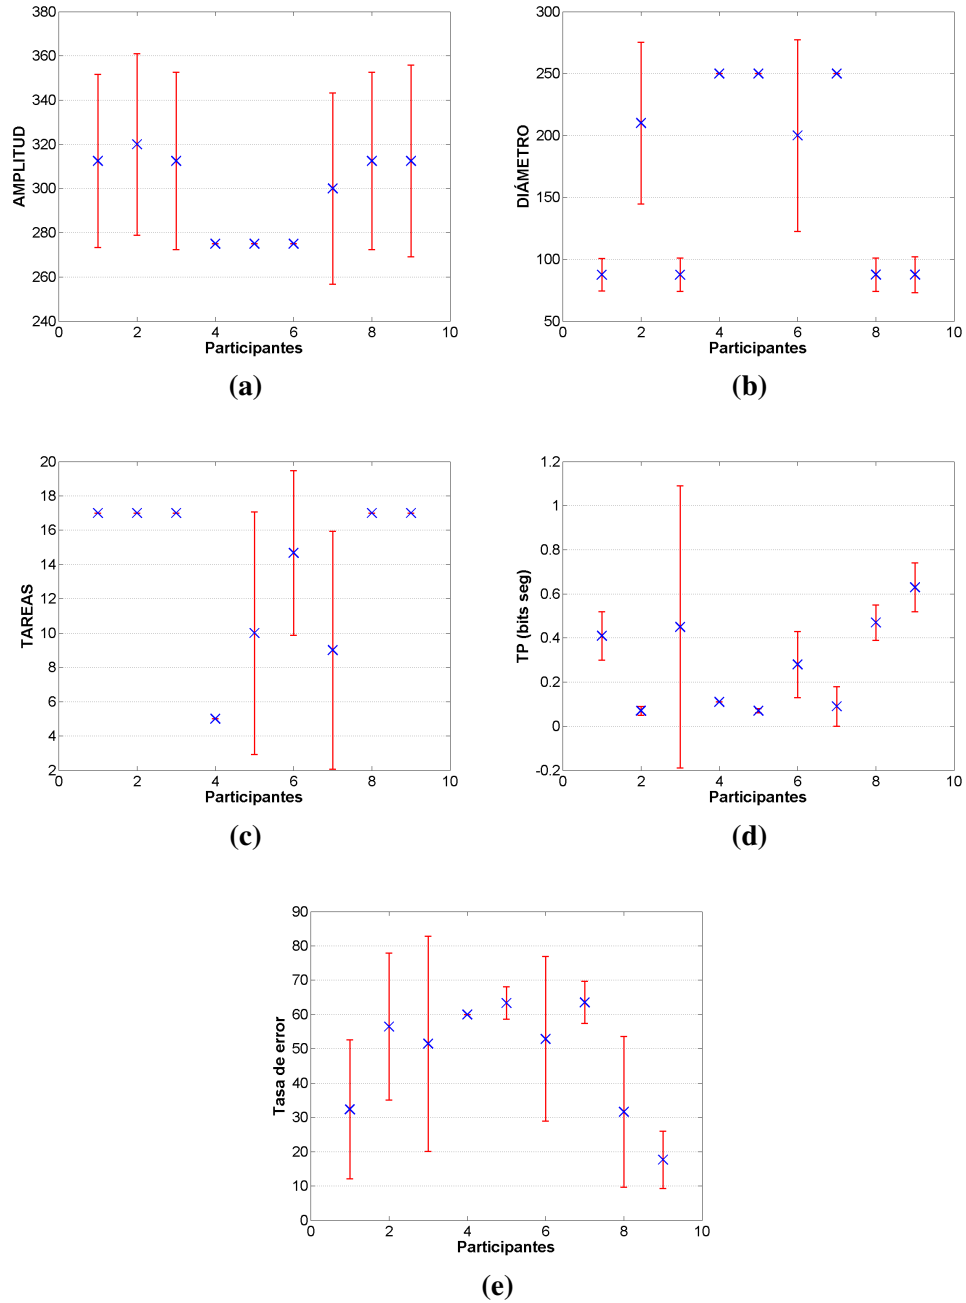 380
360
340
320
300
280
260
240
AMPLITUD
0 2 4 6 8 10
Participantes
(a)
300
250
200
150
100
50
DIÁMETRO
0 2 4 6 8 10
Participantes
(b)
20
18
16
14
12
10
8
6
4
2
TAREAS
0 2 4 6 8 10
Participantes
(c)
1.2
1
0.8
0.6
0.4
0.2
0
-0.2
TP (bits seg)
0 2 4 6 8 10
Participantes
(d)
90
80
70
60
50
40
30
20
10
0
Tasa de error
0 2 4 6 8 10
Participantes
(e)